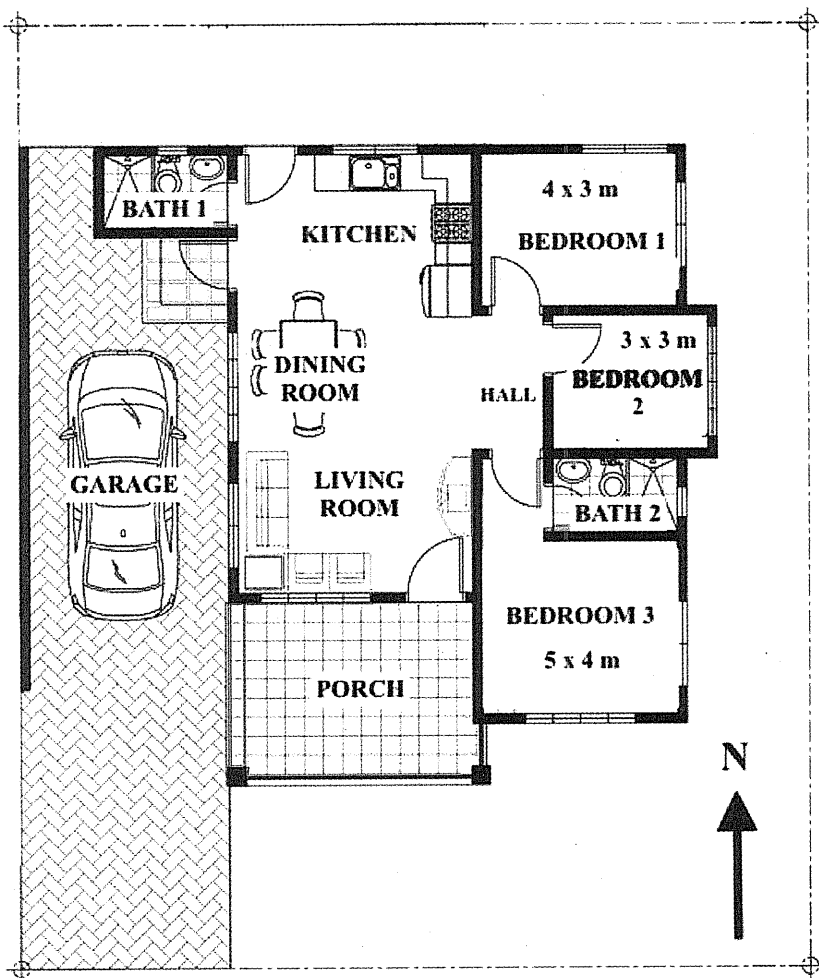 4 x 3 m
BATH 1
KITCHEN
BEDROOM 1
3 x 3 m
DINING
ROOM
BEDROOM
2
HALL
LIVING
ROOM
GARAGE
BATH 2
BEDROOM 3
5 x 4 m
PORCH
N